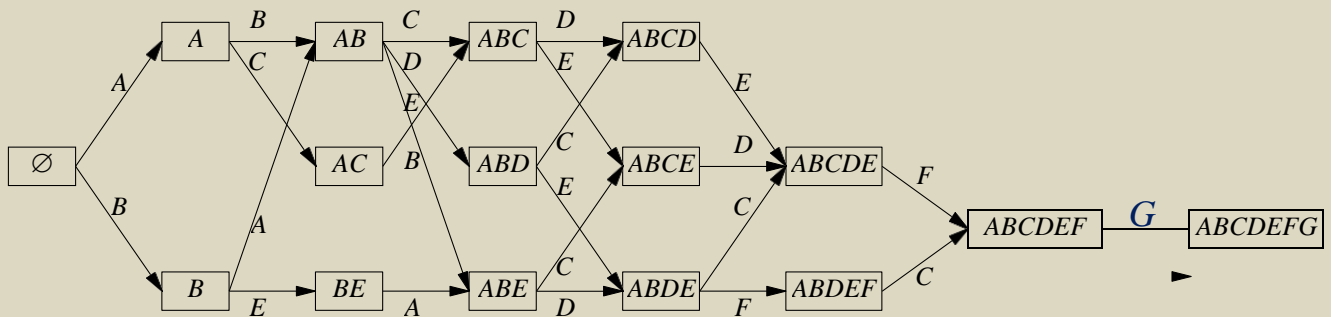 B C D
A AB ABC ABCD
C D E
A E E
B C D
∅ AC ABD ABCE ABCDE
F
B E C
G
A ABCDEF ABCDEFG
C
B BE ABE ABDE ABDEF
C
E A D F